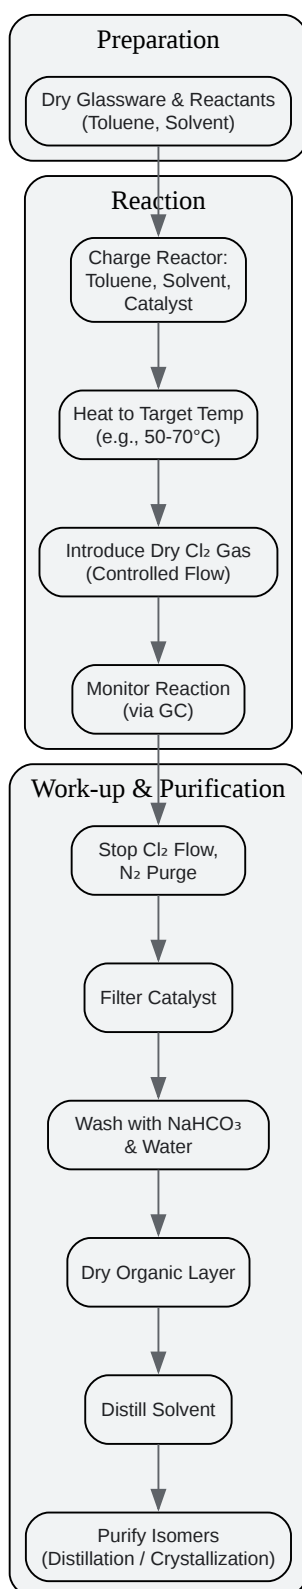 Preparation
Dry Glassware & Reactants
(Toluene, Solvent)
Reaction
Charge Reactor:
Toluene, Solvent,
Catalyst
Heat to Target Temp
(e.g., 50-70°C)
Introduce Dry Cl₂ Gas
(Controlled Flow)
Monitor Reaction
(via GC)
Work-up & Purification
Stop Cl₂ Flow,
N₂ Purge
Filter Catalyst
Wash with NaHCO₃
& Water
Dry Organic Layer
Distill Solvent
Purify Isomers
(Distillation / Crystallization)